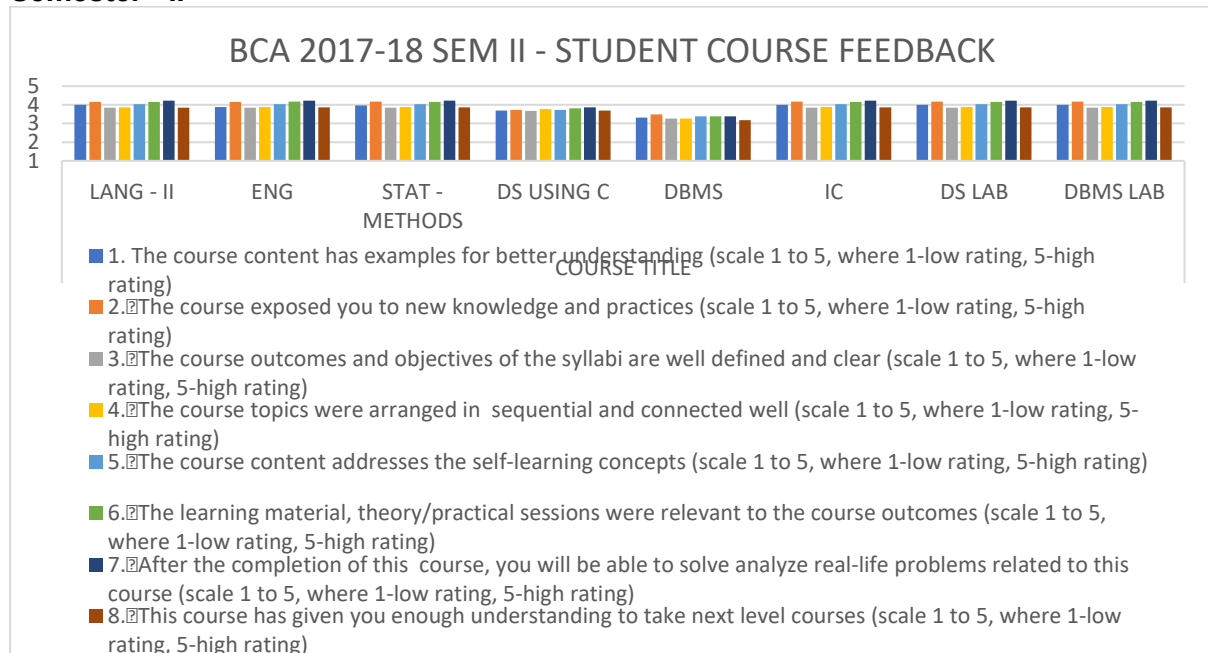 BCA 2017-18 SEM II - STUDENT COURSE FEEDBACK
5
4
3
2
1
LANG - II
ENG
STAT -
METHODS
DS USING C
DBMS
IC
DS LAB
DBMS LAB
COURSE TITLE
1. The course content has examples for better understanding (scale 1 to 5, where 1-low rating, 5-high
rating)
2.⍰The course exposed you to new knowledge and practices (scale 1 to 5, where 1-low rating, 5-high
rating)
3.⍰The course outcomes and objectives of the syllabi are well defined and clear (scale 1 to 5, where 1-low
rating, 5-high rating)
4.⍰The course topics were arranged in  sequential and connected well (scale 1 to 5, where 1-low rating, 5-
high rating)
5.⍰The course content addresses the self-learning concepts (scale 1 to 5, where 1-low rating, 5-high rating)
6.⍰The learning material, theory/practical sessions were relevant to the course outcomes (scale 1 to 5,
where 1-low rating, 5-high rating)
7.⍰After the completion of this  course, you will be able to solve analyze real-life problems related to this
course (scale 1 to 5, where 1-low rating, 5-high rating)
8.⍰This course has given you enough understanding to take next level courses (scale 1 to 5, where 1-low
rating, 5-high rating)